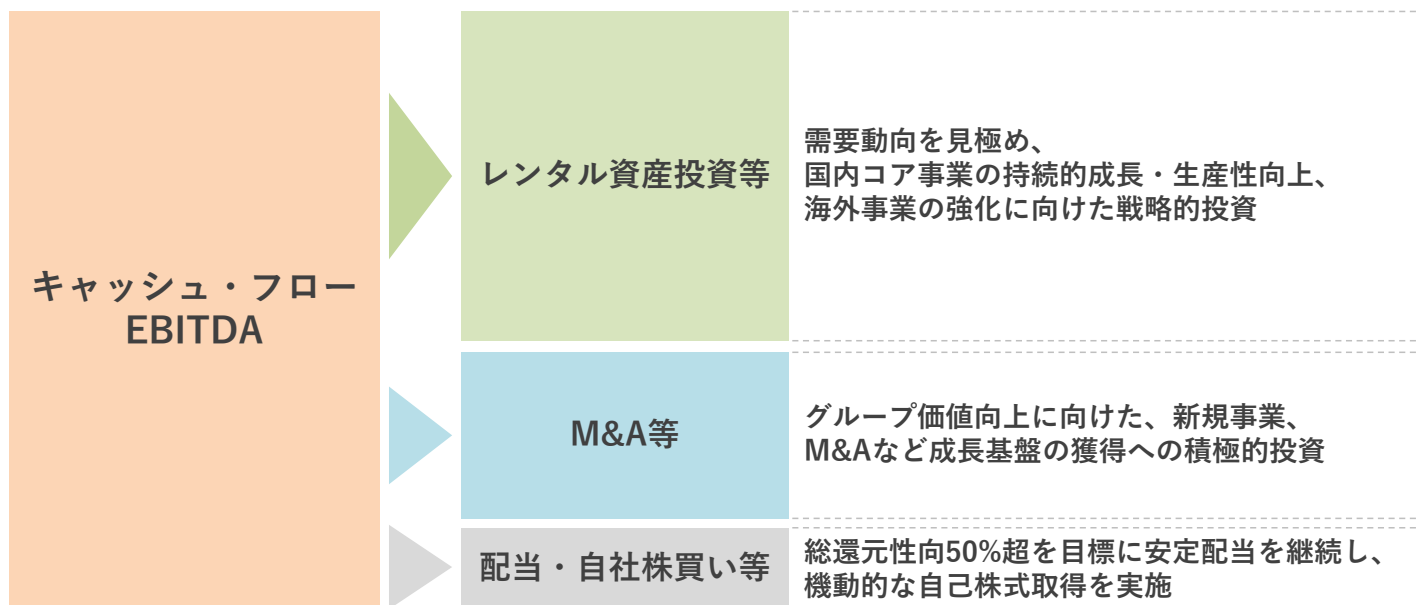 キャッシュ・フロー
EBITDA
レンタル資産投資等
需要動向を見極め、
国内コア事業の持続的成長・生産性向上、
海外事業の強化に向けた戦略的投資
M&A等
グループ価値向上に向けた、新規事業、
M&Aなど成長基盤の獲得への積極的投資
配当・自社株買い等
総還元性向50%超を目標に安定配当を継続し、
機動的な自己株式取得を実施